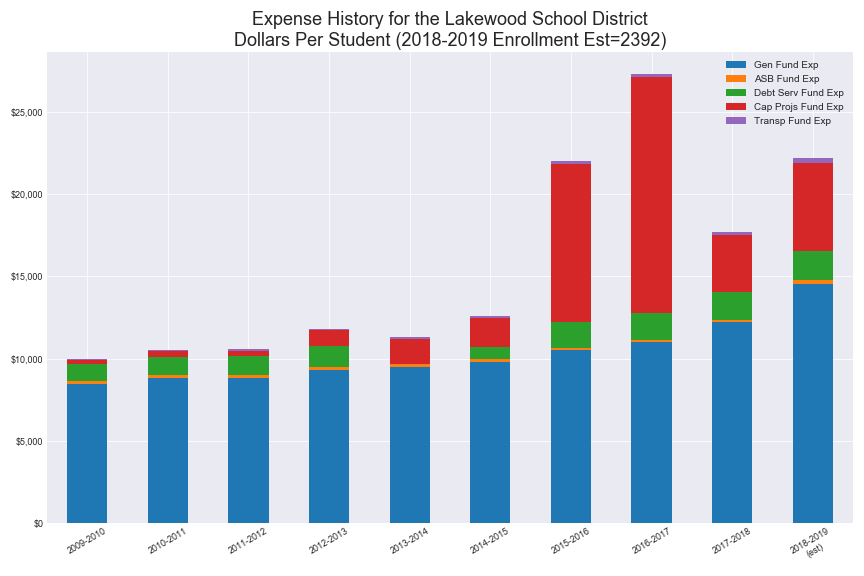 Expense History for the Lakewood School District
Dollars Per Student (2018-2019 Enrollment Est=2392)
Gen Fund Exp
ASB Fund Exp
Debt Serv Fund Exp
Cap Projs Fund Exp
Transp Fund Exp
$25,000
$20,000
$15,000
$10,000
$5,000
$0
2009-2010
2010-2011
2011-2012
2012-2013
2013-2014
2014-2015
2015-2016
2016-2017
2017-2018
2018-2019
(est)